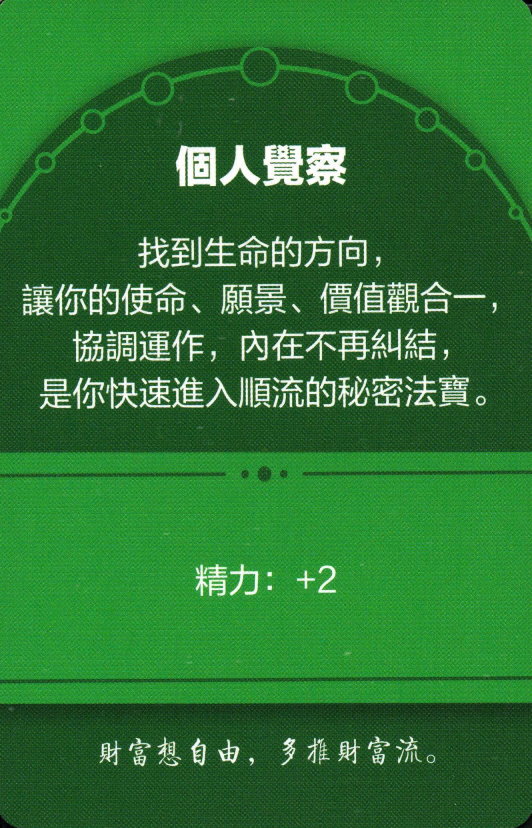 個人覺察
找到生命的方向，
讓你的使命、願景、價值觀合一，
協調運作，內在不再糾結，
是你快速進入順流的秘密法寶。
精力：+2
財富想自由，多推財富流。